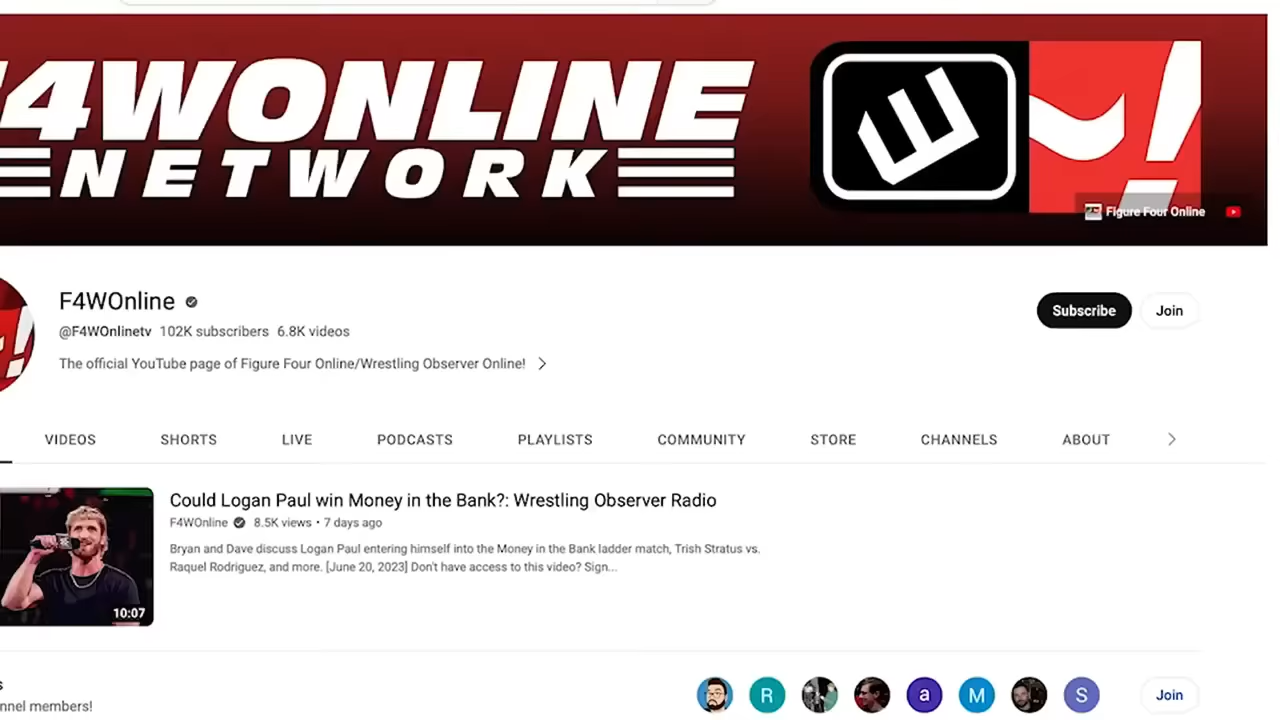 F4WONLINE
NETWORK
Figure Four Online
F4WOnline
@F4WOnlinetv 102K subscribers 6.8K videos
The official YouTube page of Figure Four Online/Wrestling Observer Online!
Subscribe
Join
VIDEOS SHORTS LIVE PODCASTS PLAYLISTS COMMUNITY STORE CHANNELS ABOUT
Could Logan Paul win Money in the Bank?: Wrestling Observer Radio
F4WOnline 8.5K views • 7 days ago
Bryan and Dave discuss Logan Paul entering himself into the Money in the Bank ladder match, Trish Stratus vs.
Raquel Rodriguez, and more. [June 20, 2023] Don't have access to this video? Sign...
10:07
R a M S
Join
members!